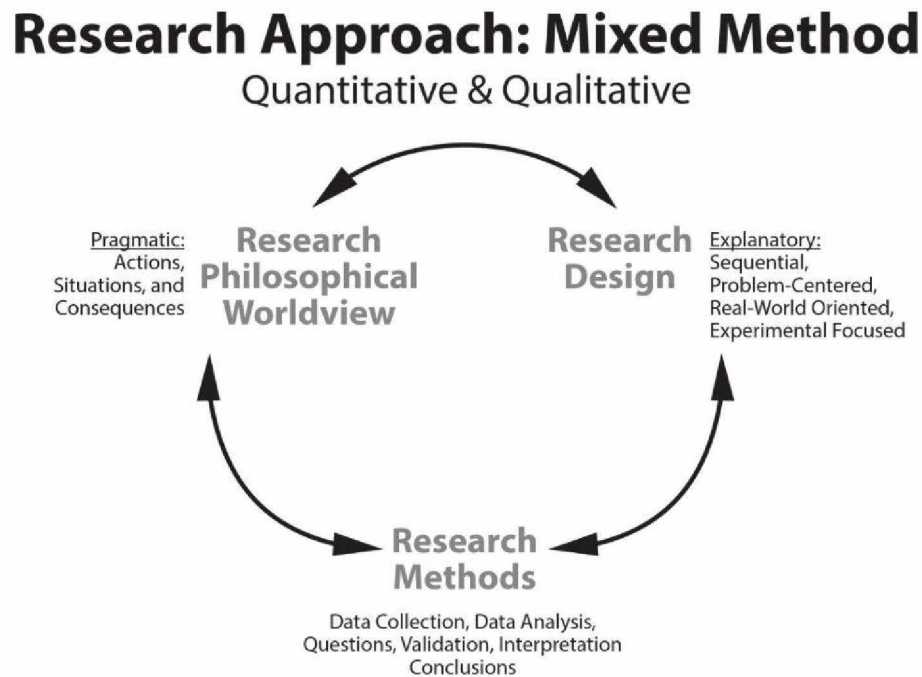 Research Approach: Mixed Method
Quantitative & Qualitative
Pragmatic:
Actions,
Situations, and
Consequences
Research
Philosophical
Worldview
Research
Design
Explanatory:
Sequential,
Problem-Centered,
Real-World Oriented,
Experimental Focused
Research
Methods
Data Collection, Data Analysis,
Questions, Validation, Interpretation
Conclusions